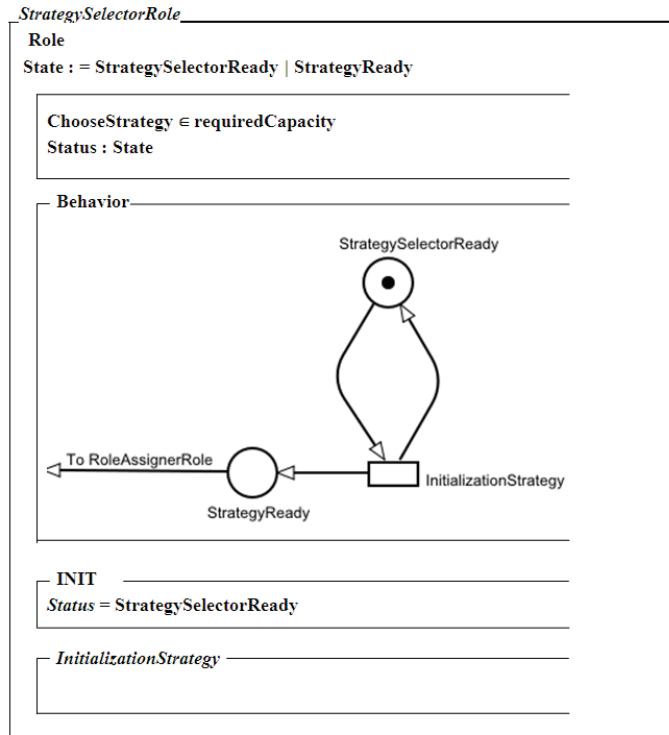 StrategySelectorRole
Role
State : = StrategySelectorReady | StrategyReady
ChooseStrategy ∈ requiredCapacity
Status : State
Behavior
StrategySelectorReady
To RoleAssignerRole
InitializationStrategy
StrategyReady
INIT
Status = StrategySelectorReady
InitializationStrategy